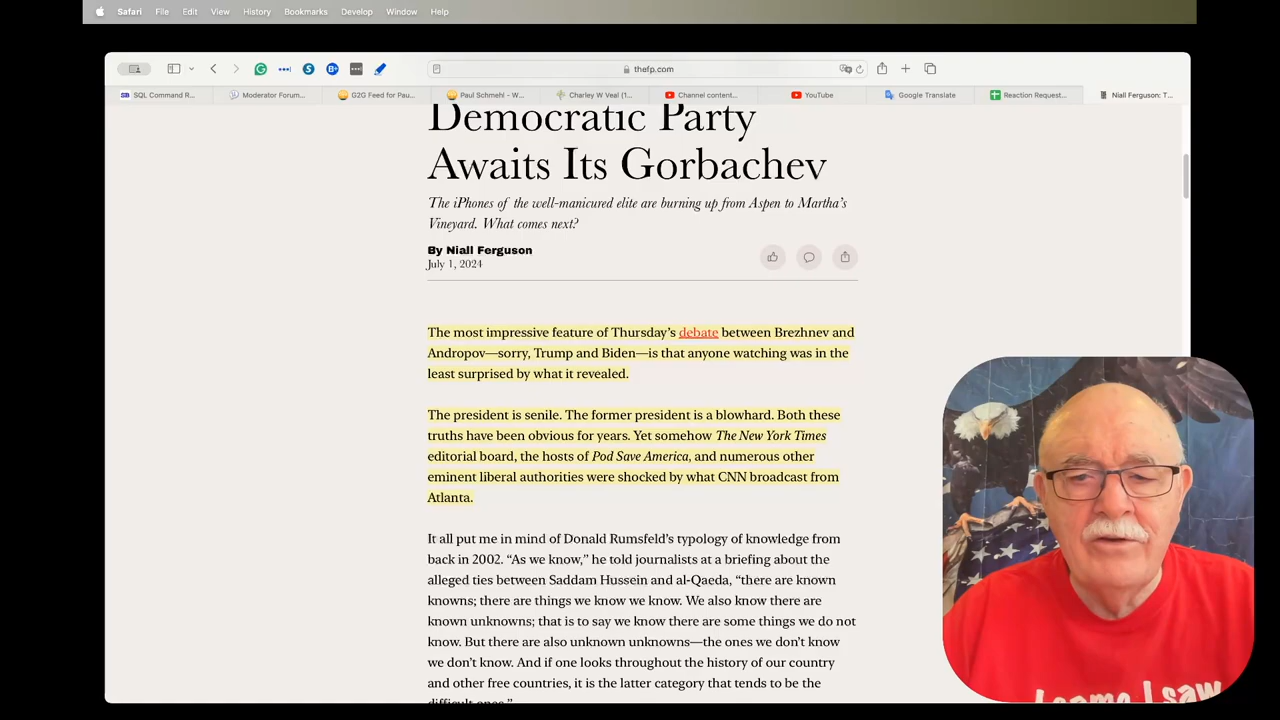 Safari File Edit View History Bookmarks Develop Window Help
thefp.com
SQL Command R... Moderator Forum... G2G Feed for Pau... Paul Schmehl - W... Charley W Veal (1... Channel content... YouTube Google Translate Reaction Request... Niall Ferguson: T...
Democratic Party
Awaits Its Gorbachev
The iPhones of the well-manicured elite are burning up from Aspen to Martha’s
Vineyard. What comes next?
By Niall Ferguson
July 1, 2024
The most impressive feature of Thursday’s debate between Brezhnev and
Andropov—sorry, Trump and Biden—is that anyone watching was in the
least surprised by what it revealed.
The president is senile. The former president is a blowhard. Both these
truths have been obvious for years. Yet somehow The New York Times
editorial board, the hosts of Pod Save America, and numerous other
eminent liberal authorities were shocked by what CNN broadcast from
Atlanta.
It all put me in mind of Donald Rumsfeld’s typology of knowledge from
back in 2002. “As we know,” he told journalists at a briefing about the
alleged ties between Saddam Hussein and al-Qaeda, “there are known
knowns; there are things we know we know. We also know there are
known unknowns; that is to say we know there are some things we do not
know. But there are also unknown unknowns—the ones we don’t know
we don’t know. And if one looks throughout the history of our country
and other free countries, it is the latter category that tends to be the
difficult ones.”
I saw